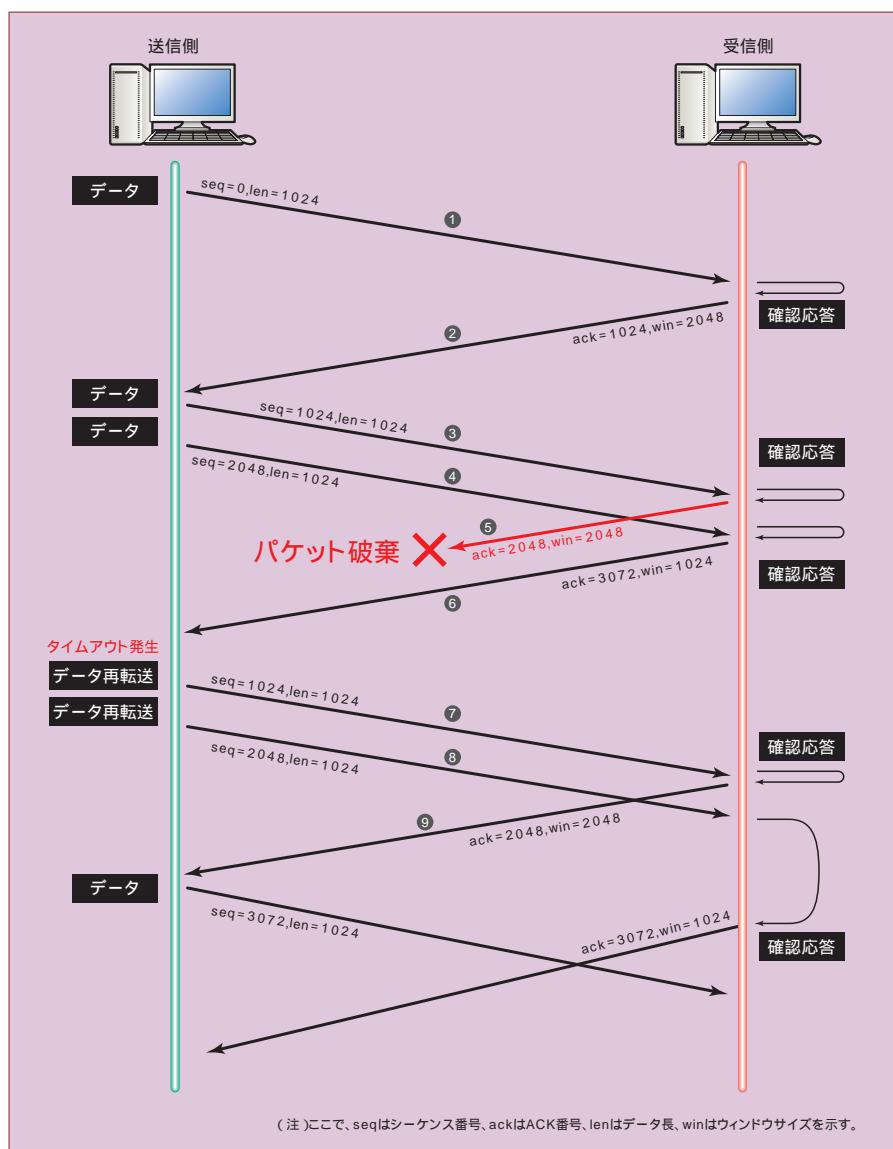 送信側
受信側
データ
seq=0,len=1024
1
確認応答
ack=1024,win=2048
2
データ
seq=1024,len=1024
3
データ
seq=2048,len=1024
4
確認応答
5
パケット破棄
ack=2048,win=2048
ack=3072,win=1024
確認応答
6
タイムアウト発生
データ再転送
seq=1024,len=1024
7
データ再転送
seq=2048,len=1024
8
確認応答
9
ack=2048,win=2048
データ
seq=3072,len=1024
ack=3072,win=1024
確認応答
(注)ここで、seqはシーケンス番号、ackはACK番号、lenはデータ長、winはウィンドウサイズを示す。